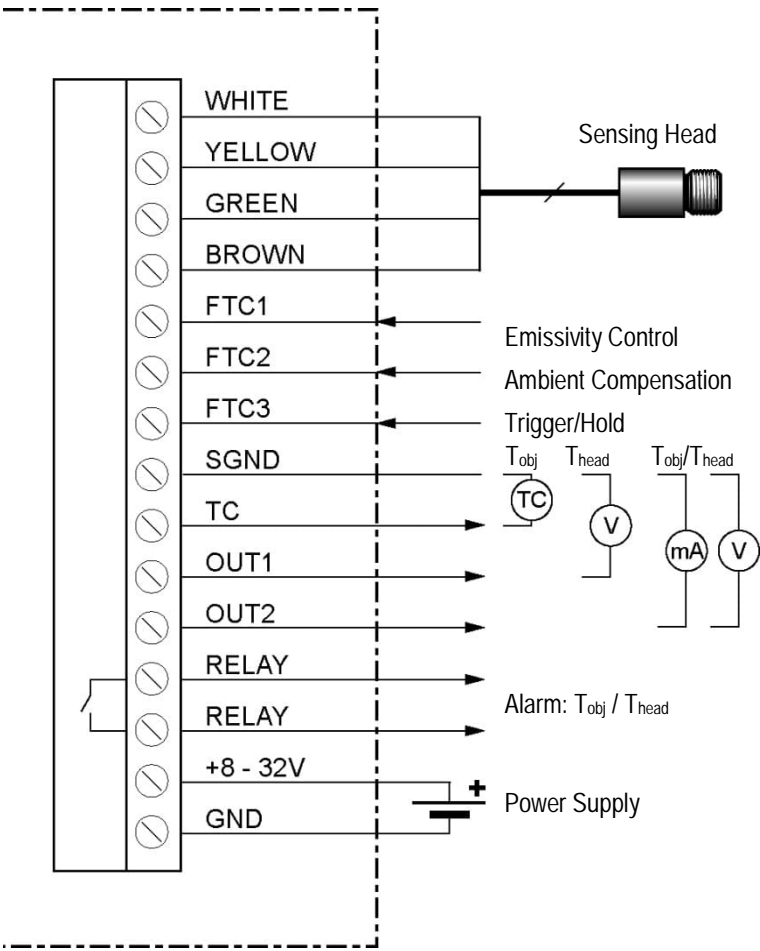 WHITE
Sensing Head
YELLOW
GREEN
BROWN
FTC1
Emissivity Control
FTC2
Ambient Compensation
FTC3
Trigger/Hold
SGND
Tobj Thead Tobj/Thead
TC
TC
V
mA V
OUT1
OUT2
RELAY
Alarm: Tobj / Thead
RELAY
+8 - 32V
+
Power Supply
GND